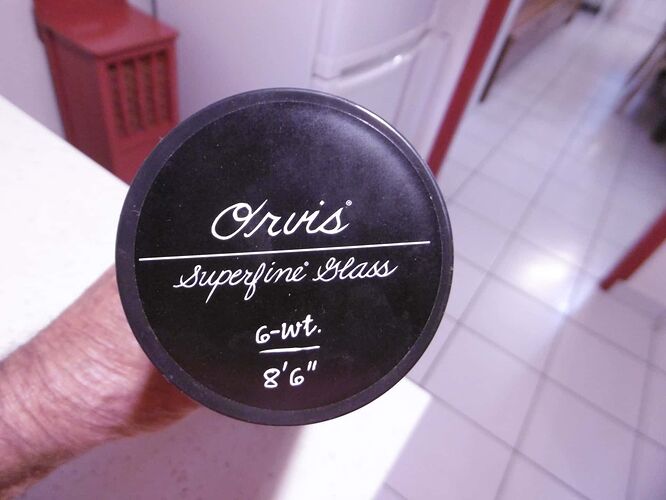 Orvis®
Superfine® Glass
6-wt.
8'6"